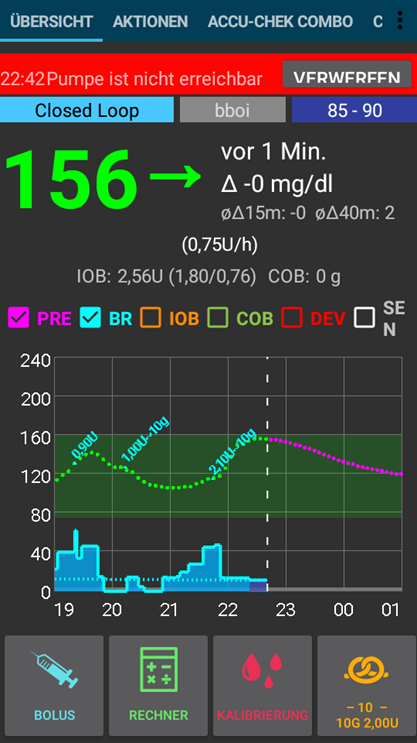 ÜBERSICHT AKTIONEN ACCU-CHEK COMBO C
22:42 Pumpe ist nicht erreichbar VERWERFEN
Closed Loop bboi 85 - 90
156 → vor 1 Min.
Δ -0 mg/dl
øΔ15m: -0 øΔ40m: 2
(0,75U/h)
IOB: 2,56U (1,80/0,76) COB: 0 g
PRE BR IOB COB DEV SE
N
240
200
160
120
80
40
0
0,90U
1,00U~10g
2,10U~10g
19 20 21 22 23 00 01
BOLUS
RECHNER
KALIBRIERUNG
– 10 –
10G 2,00U